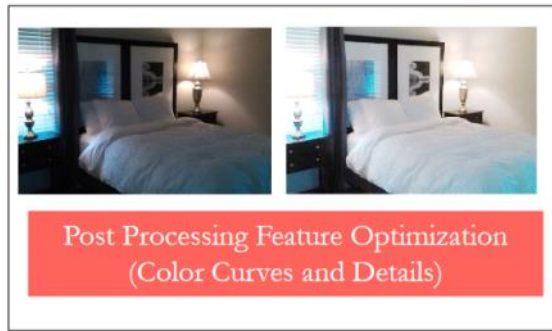 Post Processing Feature Optimization
(Color Curves and Details)